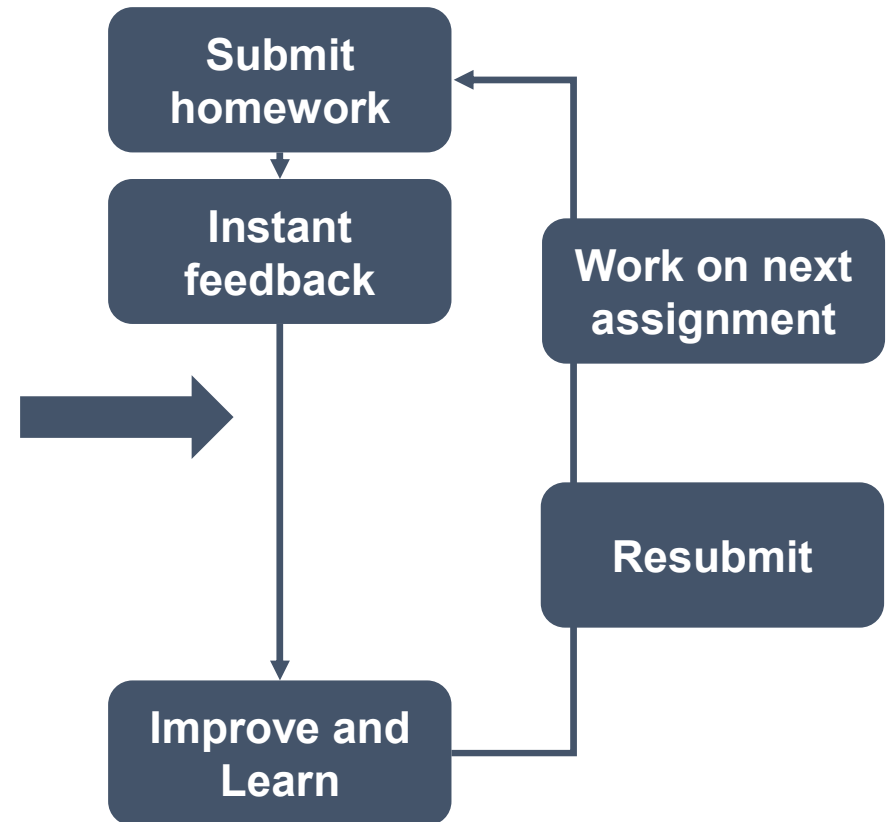 Submit
homework
Instant
feedback
Work on next
assignment
Resubmit
Improve and
Learn